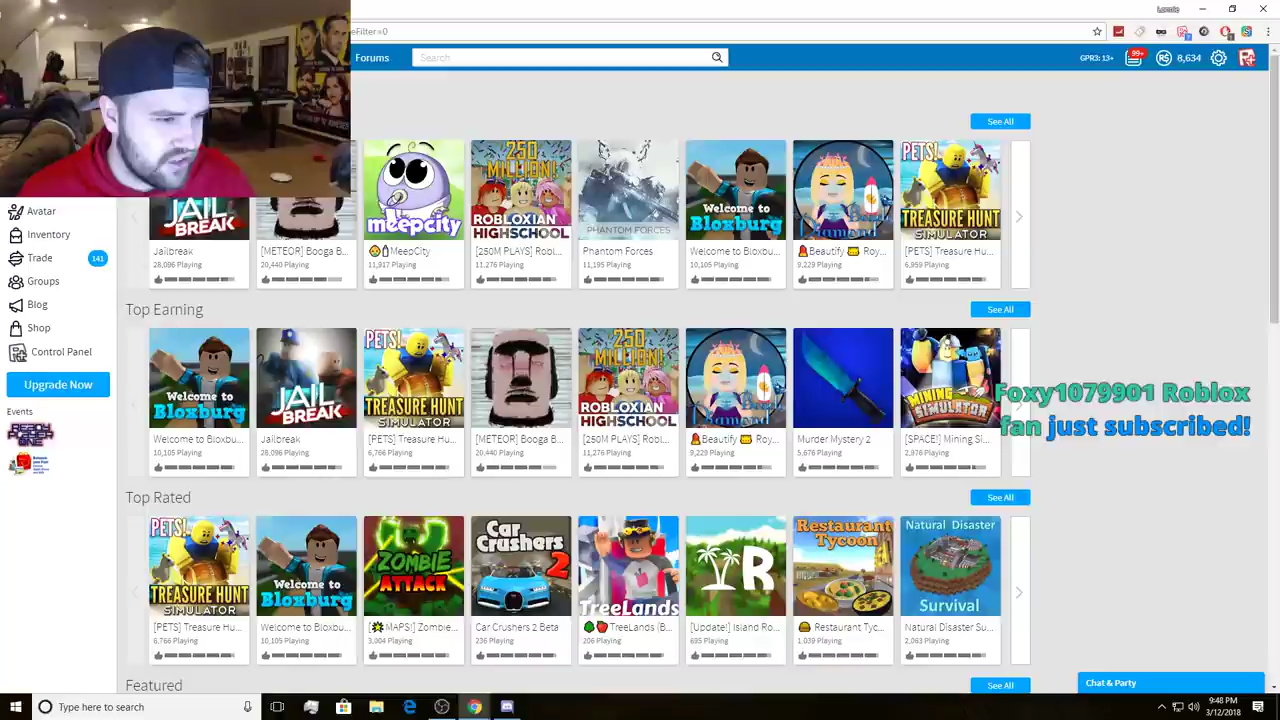 Lornie
eFilter=0
Forums
Search
GPR3: 13+
99+
8,634
See All
Avatar
Inventory
Trade
141
Groups
Blog
Shop
Control Panel
Upgrade Now
Events
JAIL BREAK
meepcity
250 MILLION!
ROBLOXIAN HIGHSCHOOL
PHANTOM FORCES
Welcome to Bloxburg
PETS!
TREASURE HUNT SIMULATOR
Jailbreak
28,096 Playing
[METEOR] Booga B...
20,440 Playing
MeepCity
11,917 Playing
[250M PLAYS] Robl...
11,276 Playing
Phantom Forces
11,195 Playing
Welcome to Bloxbu...
10,105 Playing
Beautify Roy...
9,229 Playing
[PETS] Treasure Hu...
6,959 Playing
Top Earning
See All
Welcome to Bloxburg
JAIL BREAK
PETS!
TREASURE HUNT SIMULATOR
250 MILLION!
ROBLOXIAN HIGHSCHOOL
MINING SIMULATOR
Welcome to Bloxbu...
10,105 Playing
Jailbreak
28,096 Playing
[PETS] Treasure Hu...
6,766 Playing
[METEOR] Booga B...
20,440 Playing
[250M PLAYS] Robl...
11,276 Playing
Beautify Roy...
9,229 Playing
Murder Mystery 2
5,676 Playing
[SPACE!] Mining Si...
2,976 Playing
Foxy1079901 Roblox
fan just subscribed!
Top Rated
See All
PETS!
TREASURE HUNT SIMULATOR
Welcome to Bloxburg
ZOMBIE ATTACK
Car Crushers 2
TreeLands
R
Restaurant Tycoon
Natural Disaster Survival
[PETS] Treasure Hu...
6,766 Playing
Welcome to Bloxbu...
10,105 Playing
[MAPS!] Zombie...
3,004 Playing
Car Crushers 2 Beta
236 Playing
TreeLands (B...
206 Playing
[Update!] Island Ro...
695 Playing
Restaurant Tyc...
1,039 Playing
Natural Disaster Su...
2,063 Playing
Featured
See All
Chat & Party
Type here to search
9:48 PM
3/12/2018